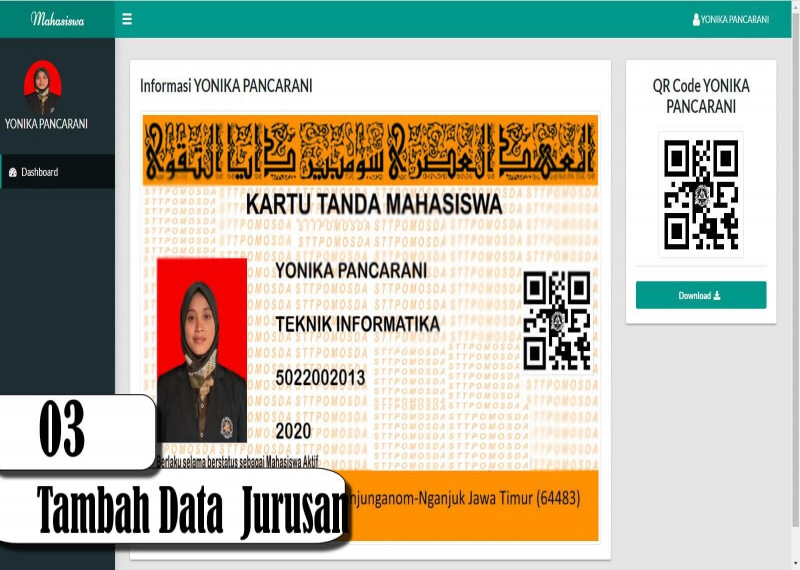 Mahasiswa
YONIKA PANCARANI
YONIKA PANCARANI
Dashboard
Informasi YONIKA PANCARANI
KARTU TANDA MAHASISWA
YONIKA PANCARANI
TEKNIK INFORMATIKA
5022002013
2020
Berlaku selama berstatus sebagai Mahasiswa Aktif
njunganom-Nganjuk Jawa Timur (64483)
QR Code YONIKA
PANCARANI
Download
03
Tambah Data Jurusan